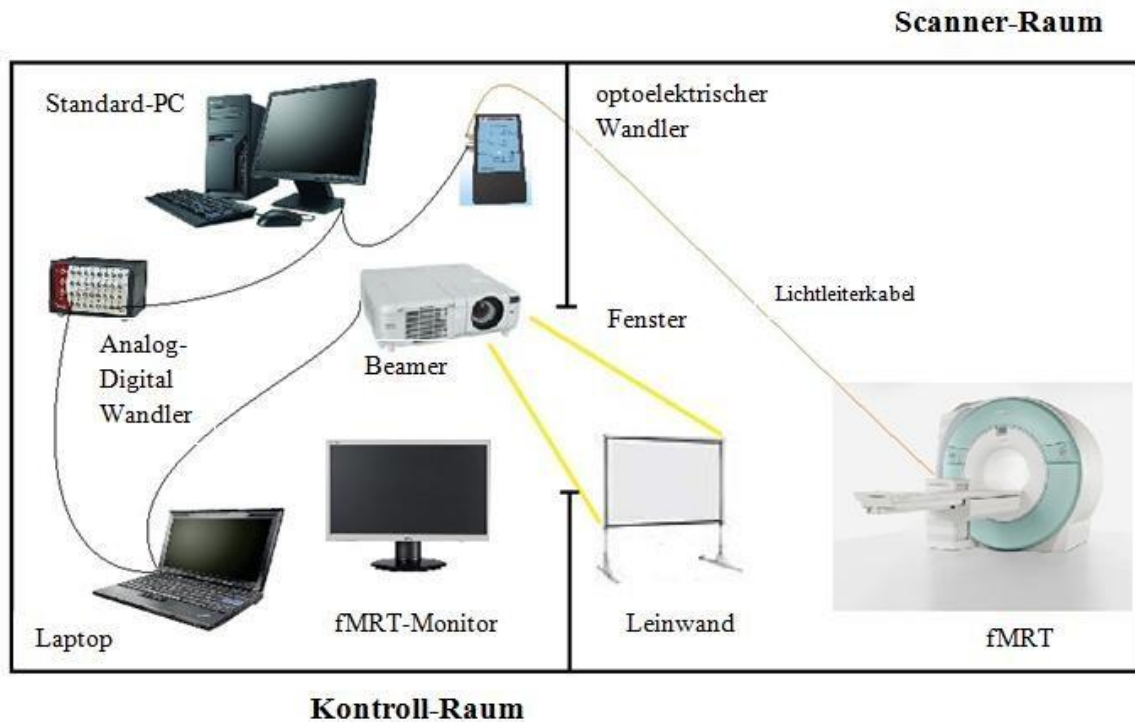 Scanner-Raum
Standard-PC
optoelektrischer
Wandler
Lichtleiterkabel
Analog-
Digital
Wandler
Beamer
Fenster
Laptop
fMRT-Monitor
Leinwand
fMRT
Kontroll-Raum